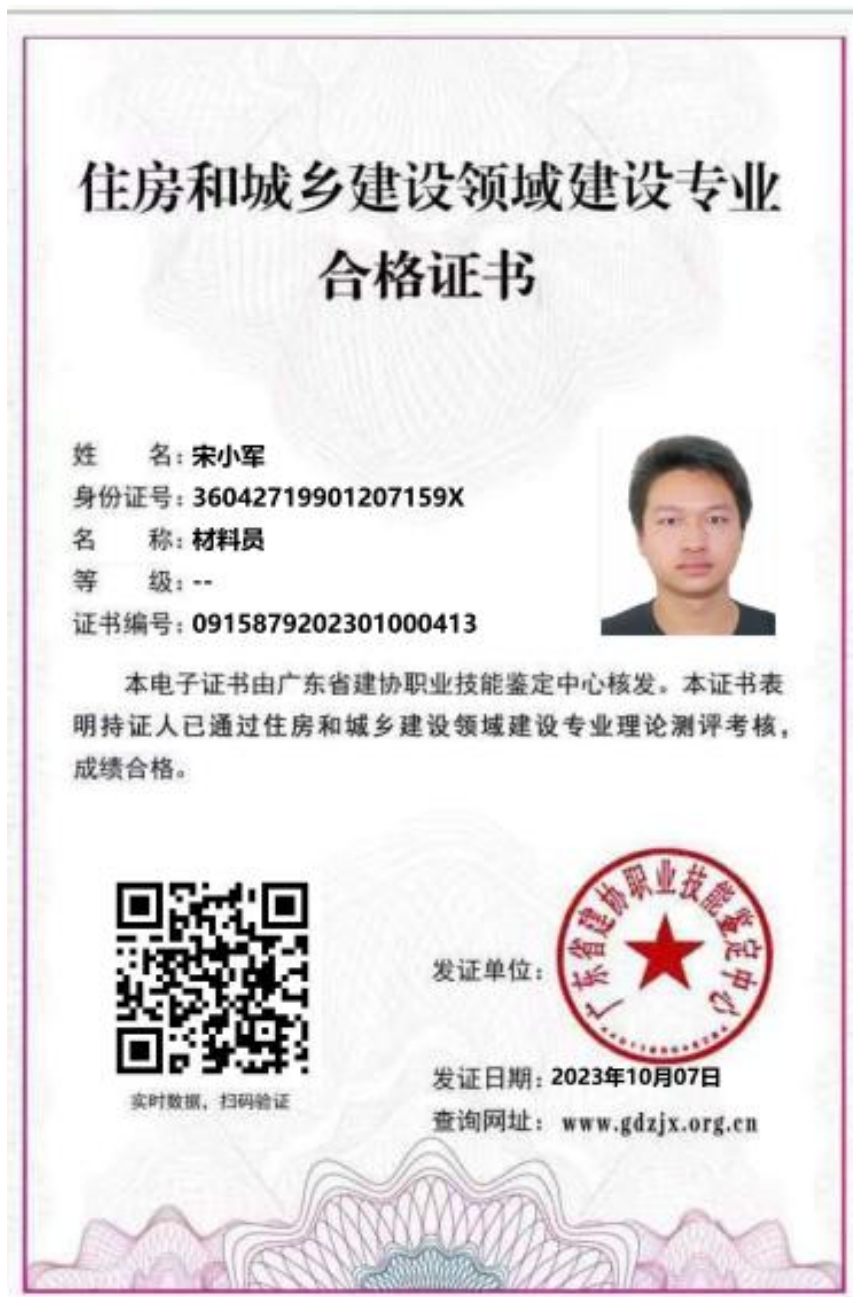 住房和城乡建设领域建设专业
合格证书
姓 名：宋小军
身份证号：36042719901207159X
名 称：材料员
等 级：--
证书编号：0915879202301000413
本电子证书由广东省建协职业技能鉴定中心核发。本证书表
明持证人已通过住房和城乡建设领域建设专业理论测评考核，
成绩合格。
实时数据，扫码验证
发证单位：
广东省建协职业技能鉴定中心
发证日期：2023年10月07日
查询网址：www.gdzjx.org.cn